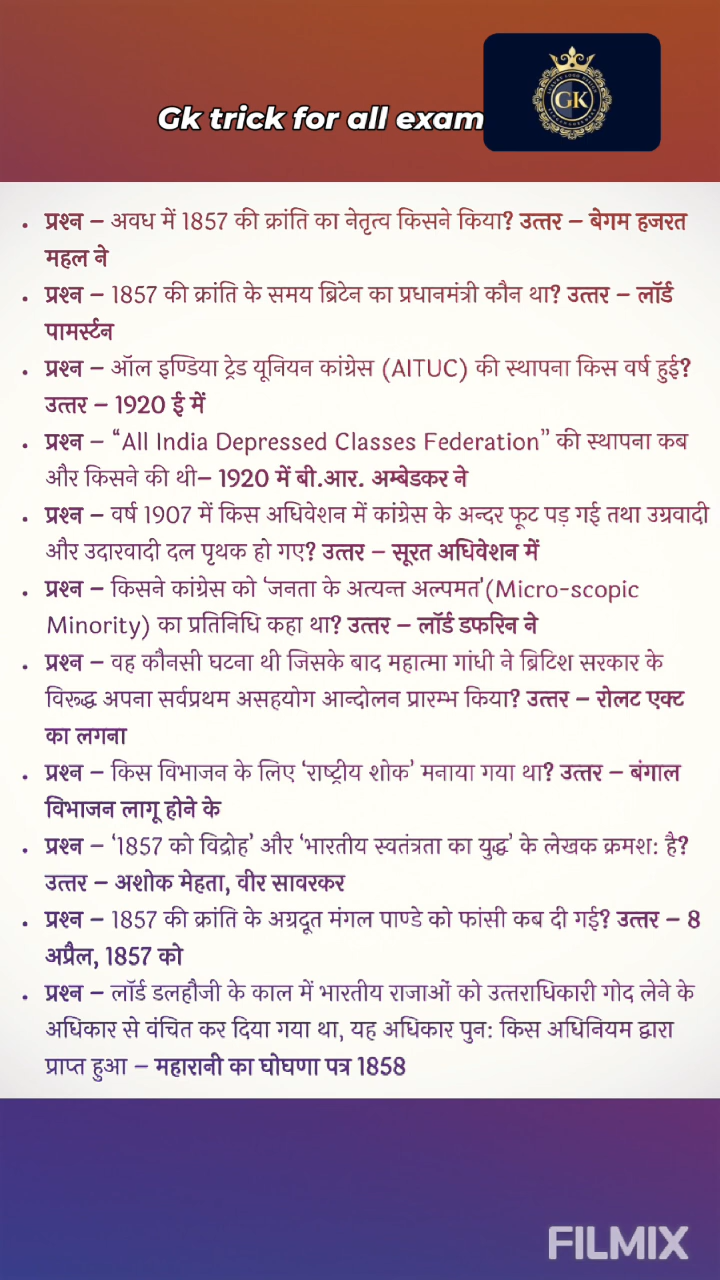 Gk trick for all exam
GK
• प्रश्न – अवध में 1857 की क्रांति का नेतृत्व किसने किया? उत्तर – बेगम हजरत
महल ने
• प्रश्न – 1857 की क्रांति के समय ब्रिटेन का प्रधानमंत्री कौन था? उत्तर – लॉर्ड
पामर्स्टन
• प्रश्न – ऑल इण्डिया ट्रेड यूनियन कांग्रेस (AITUC) की स्थापना किस वर्ष हुई?
उत्तर – 1920 ई में
• प्रश्न – “All India Depressed Classes Federation” की स्थापना कब
और किसने की थी– 1920 में बी.आर. अम्बेडकर ने
• प्रश्न – वर्ष 1907 में किस अधिवेशन में कांग्रेस के अन्दर फूट पड़ गई तथा उग्रवादी
और उदारवादी दल पृथक हो गए? उत्तर – सूरत अधिवेशन में
• प्रश्न – किसने कांग्रेस को ‘जनता के अत्यन्त अल्पमत'(Micro-scopic
Minority) का प्रतिनिधि कहा था? उत्तर – लॉर्ड डफरिन ने
• प्रश्न – वह कौनसी घटना थी जिसके बाद महात्मा गांधी ने ब्रिटिश सरकार के
विरूद्ध अपना सर्वप्रथम असहयोग आन्दोलन प्रारम्भ किया? उत्तर – रोलट एक्ट
का लगना
• प्रश्न – किस विभाजन के लिए ‘राष्ट्रीय शोक’ मनाया गया था? उत्तर – बंगाल
विभाजन लागू होने के
• प्रश्न – ‘1857 को विद्रोह’ और ‘भारतीय स्वतंत्रता का युद्ध’ के लेखक क्रमश: है?
उत्तर – अशोक मेहता, वीर सावरकर
• प्रश्न – 1857 की क्रांति के अग्रदूत मंगल पाण्डे को फांसी कब दी गई? उत्तर – 8
अप्रैल, 1857 को
• प्रश्न – लॉर्ड डलहौजी के काल में भारतीय राजाओं को उत्तराधिकारी गोद लेने के
अधिकार से वंचित कर दिया गया था, यह अधिकार पुन: किस अधिनियम द्वारा
प्राप्त हुआ – महारानी का घोघणा पत्र 1858
FILMIX